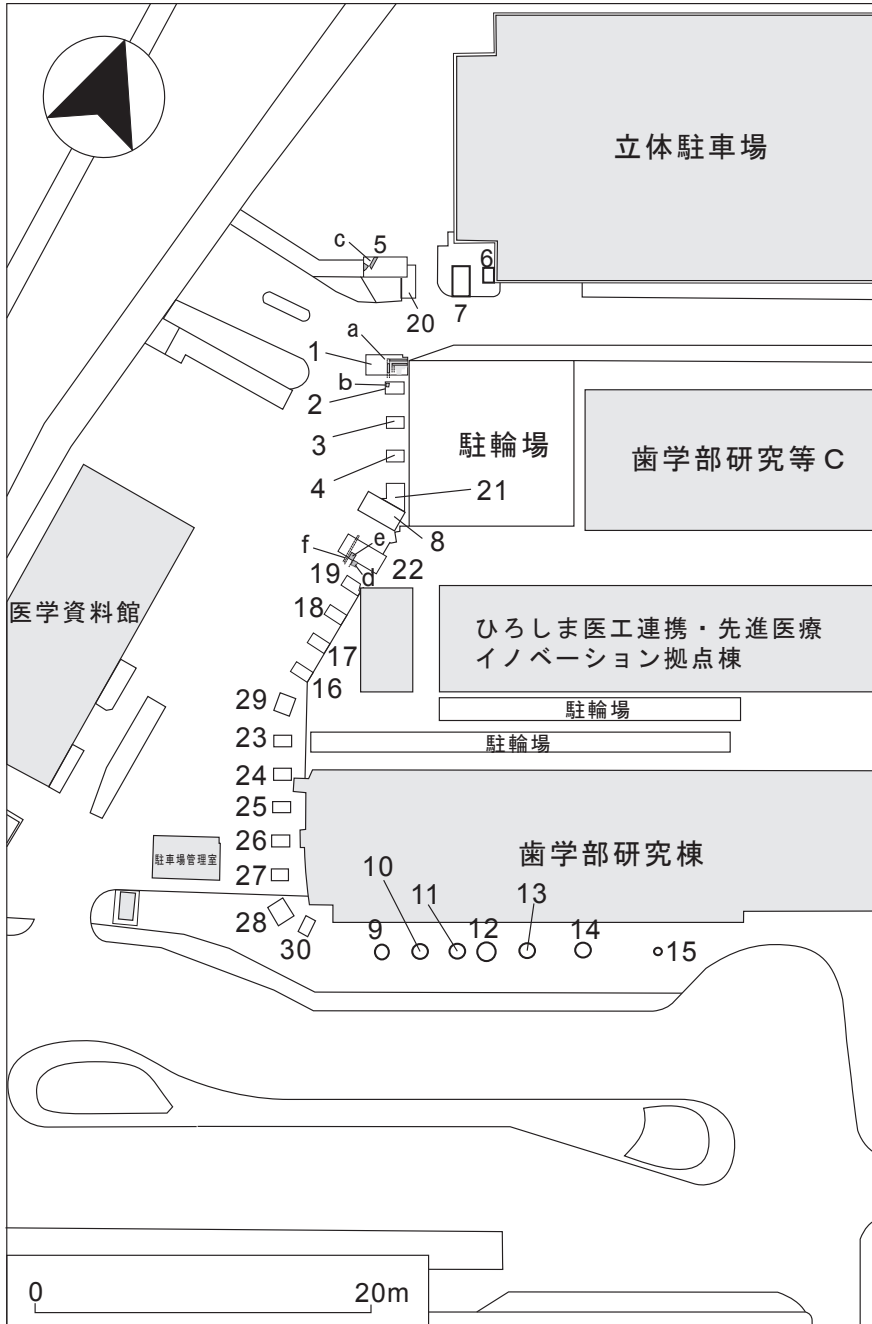 立体駐車場
c
5
6
7
20
a
1
b
2
3
駐輪場
歯学部研究等C
4
21
8
e
f
d
22
19
医学資料館
18
ひろしま医工連携・先進医療
イノベーション拠点棟
17
16
29
駐輪場
23
駐輪場
24
25
26
歯学部研究棟
駐車場管理室
27
10
11
13
28
30
9
12
14
15
0
20m